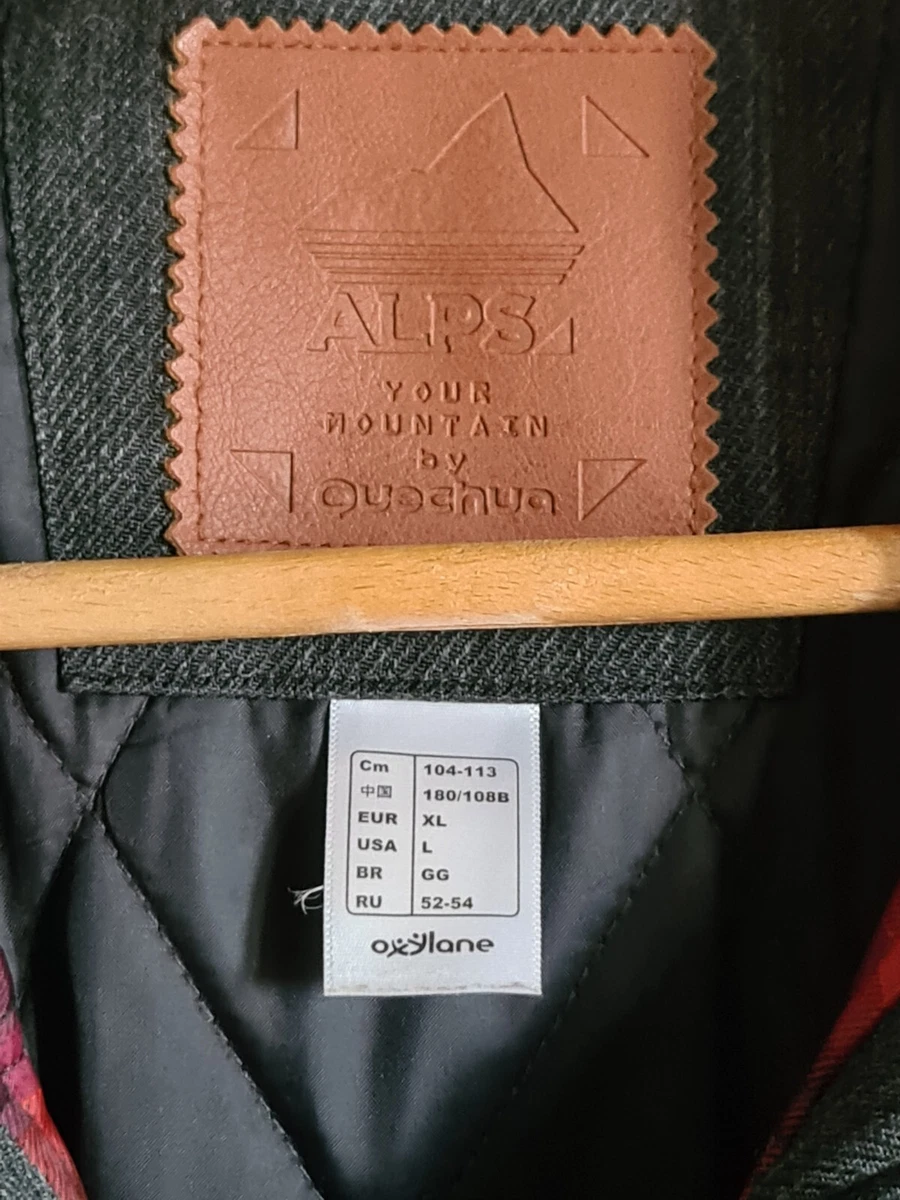 ALPS
YOUR
MOUNTAIN
by
Quechua
Cm 104-113
中国 180/108B
EUR XL
USA L
BR GG
RU 52-54
oxylane